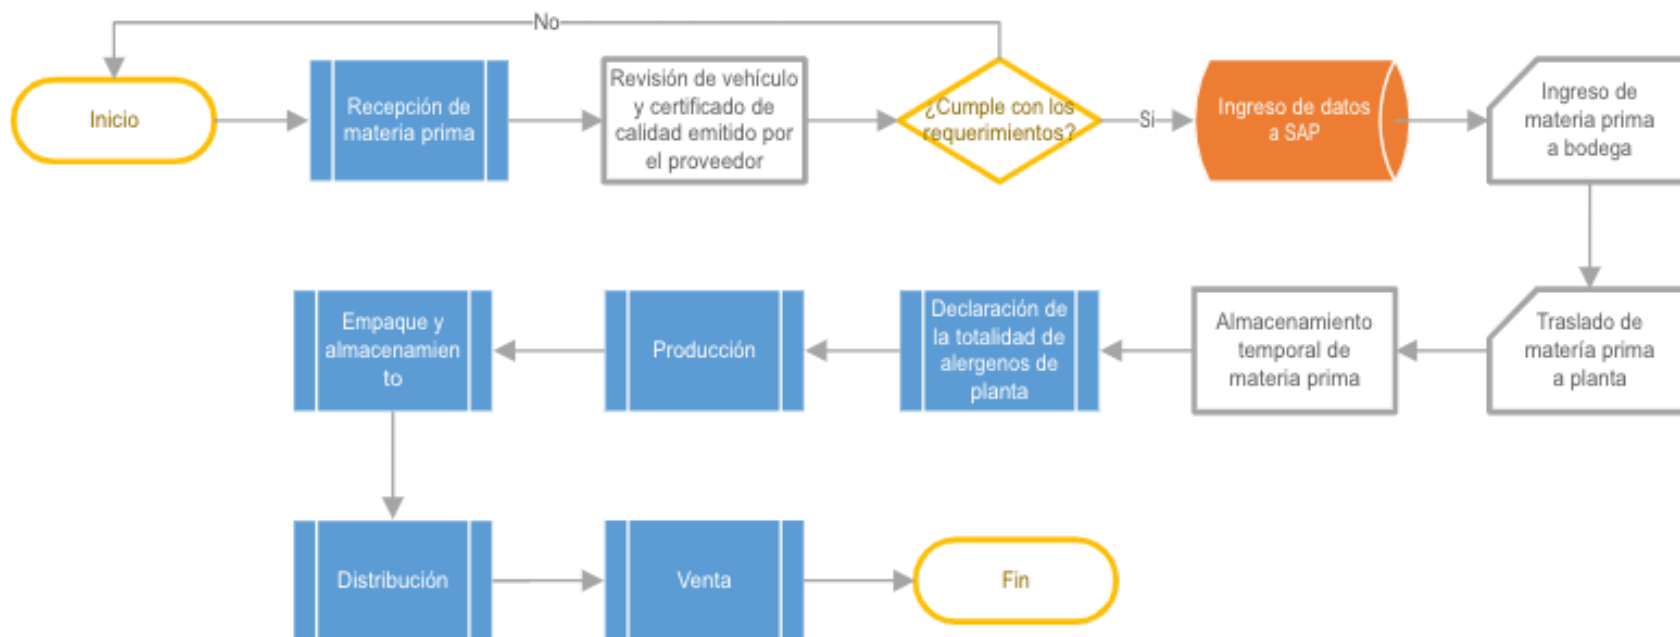 No
Inicio
Recepción de
materia prima
Revisión de vehículo
y certificado de
calidad emitido por
el proveedor
¿Cumple con los
requerimientos?
Si
Ingreso de datos
a SAP
Ingreso de
materia prima
a bodega
Empaque y
almacenamien
to
Producción
Declaración de
la totalidad de
alergenos de
planta
Almacenamiento
temporal de
materia prima
Traslado de
matería prima
a planta
Distribución
Venta
Fin